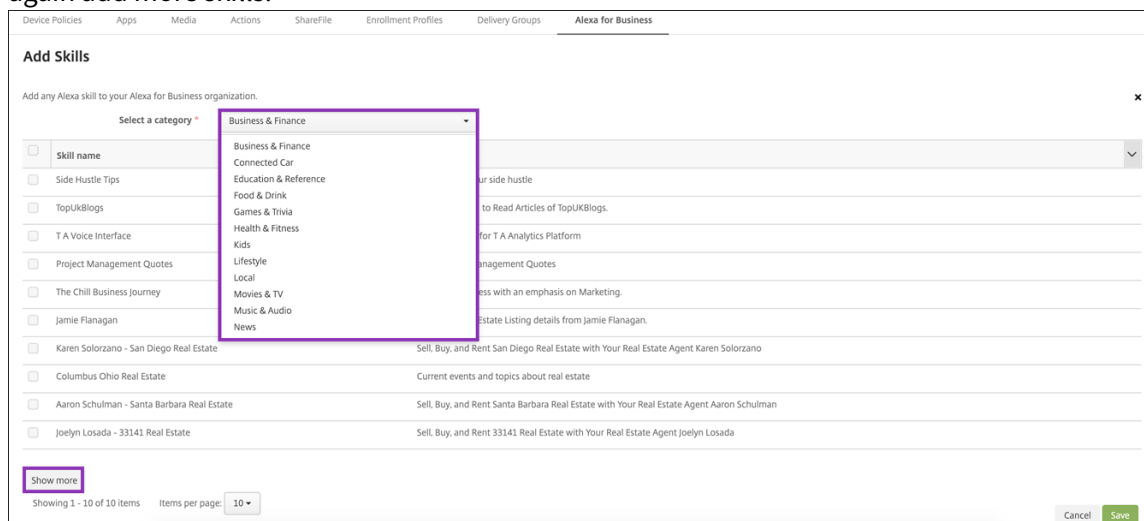 again add more skills.
Device Policies Apps Media Actions ShareFile Enrollment Profiles Delivery Groups Alexa for Business
Add Skills
Add any Alexa skill to your Alexa for Business organization.
Select a category * Business & Finance
Business & Finance
Connected Car
Education & Reference
Food & Drink
Games & Trivia
Health & Fitness
Kids
Lifestyle
Local
Movies & TV
Music & Audio
News
Skill name
Side Hustle Tips ur side hustle
TopUkBlogs to Read Articles of TopUKBlogs.
T A Voice Interface for T A Analytics Platform
Project Management Quotes anagement Quotes
The Chill Business Journey ess with an emphasis on Marketing.
Jamie Flanagan Estate Listing details from Jamie Flanagan.
Karen Solorzano - San Diego Real Estate Sell, Buy, and Rent San Diego Real Estate with Your Real Estate Agent Karen Solorzano
Columbus Ohio Real Estate Current events and topics about real estate
Aaron Schulman - Santa Barbara Real Estate Sell, Buy, and Rent Santa Barbara Real Estate with Your Real Estate Agent Aaron Schulman
Joelyn Losada - 33141 Real Estate Sell, Buy, and Rent 33141 Real Estate with Your Real Estate Agent Joelyn Losada
Show more
Showing 1 - 10 of 10 items Items per page: 10
Cancel Save